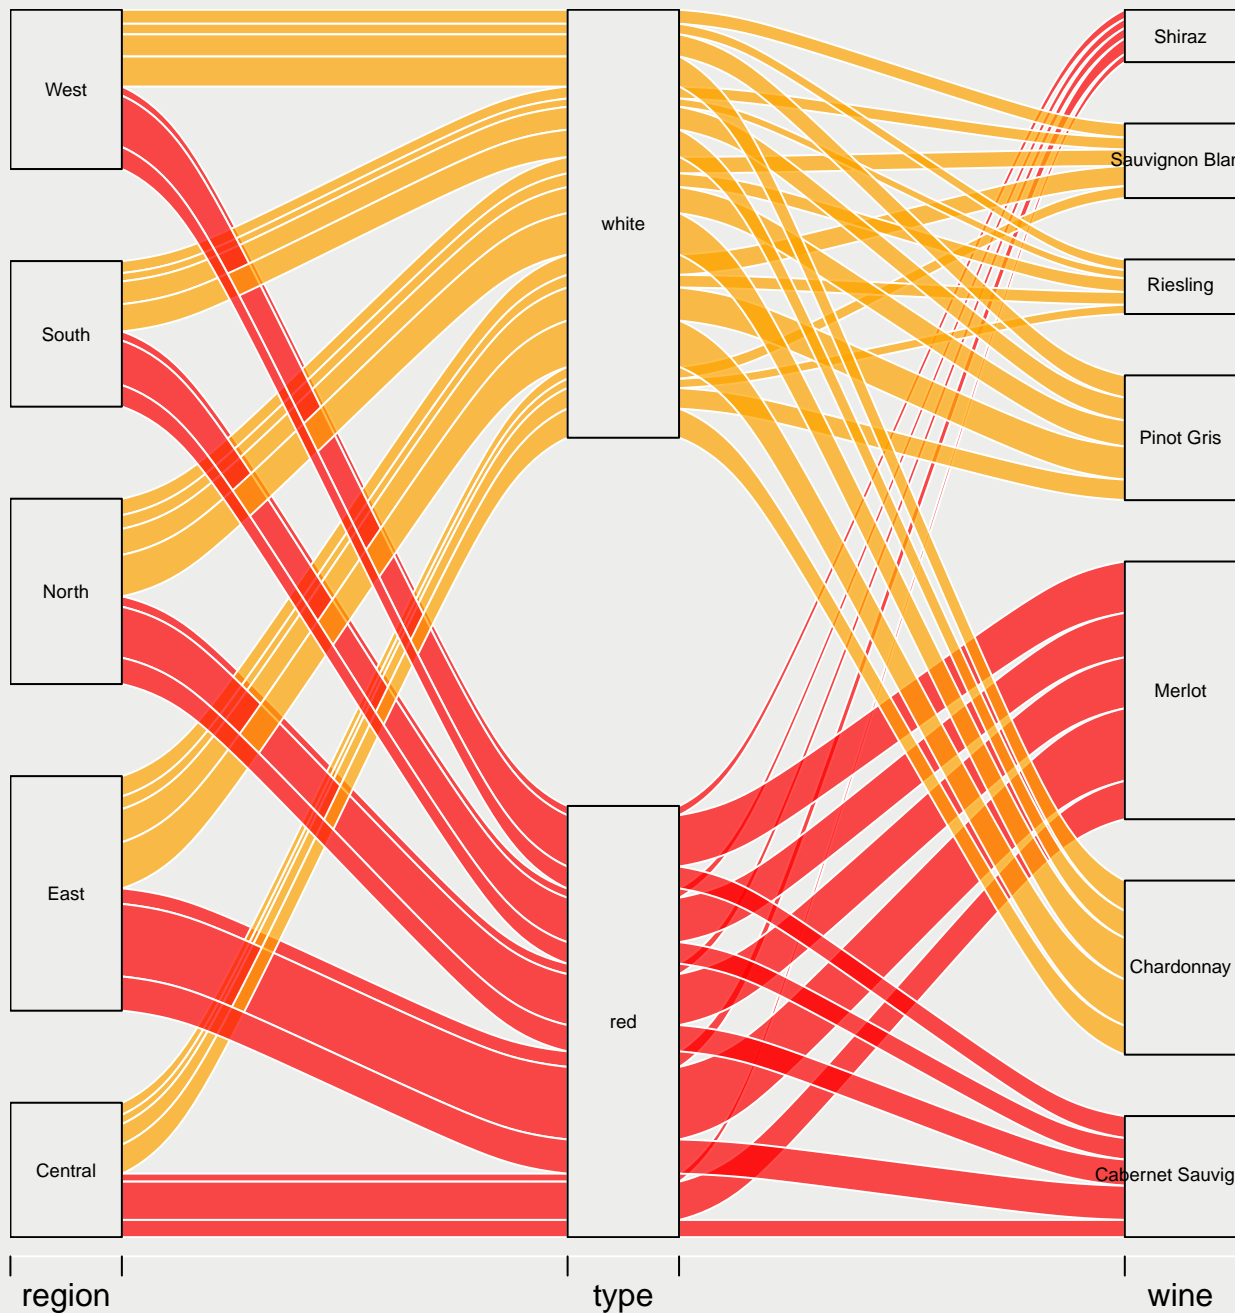 West
South
North
East
Central
white
red
Shiraz
Sauvignon Blan
Riesling
Pinot Gris
Merlot
Chardonnay
Cabernet Sauvig
region
type
wine